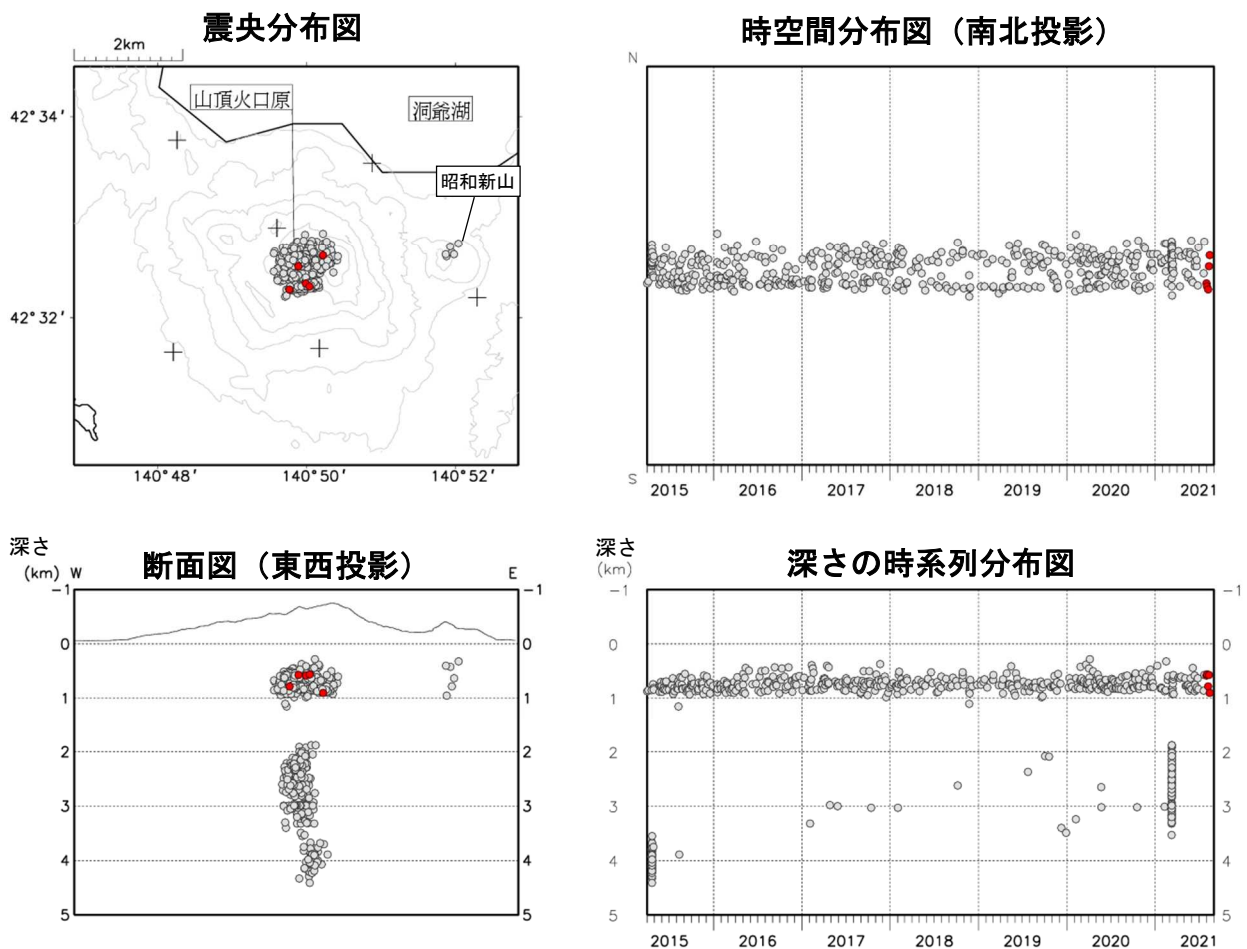 震央分布図
2km
山頂火口原
洞爺湖
昭和新山
42°34′
42°32′
140°48′
140°50′
140°52′
時空間分布図（南北投影）
N
S
2015
2016
2017
2018
2019
2020
2021
断面図（東西投影）
深さ
(km)
W
E
-1
0
1
2
3
4
5
-1
0
1
2
3
4
5
深さの時系列分布図
深さ
(km)
-1
0
1
2
3
4
5
-1
0
1
2
3
4
5
2015
2016
2017
2018
2019
2020
2021